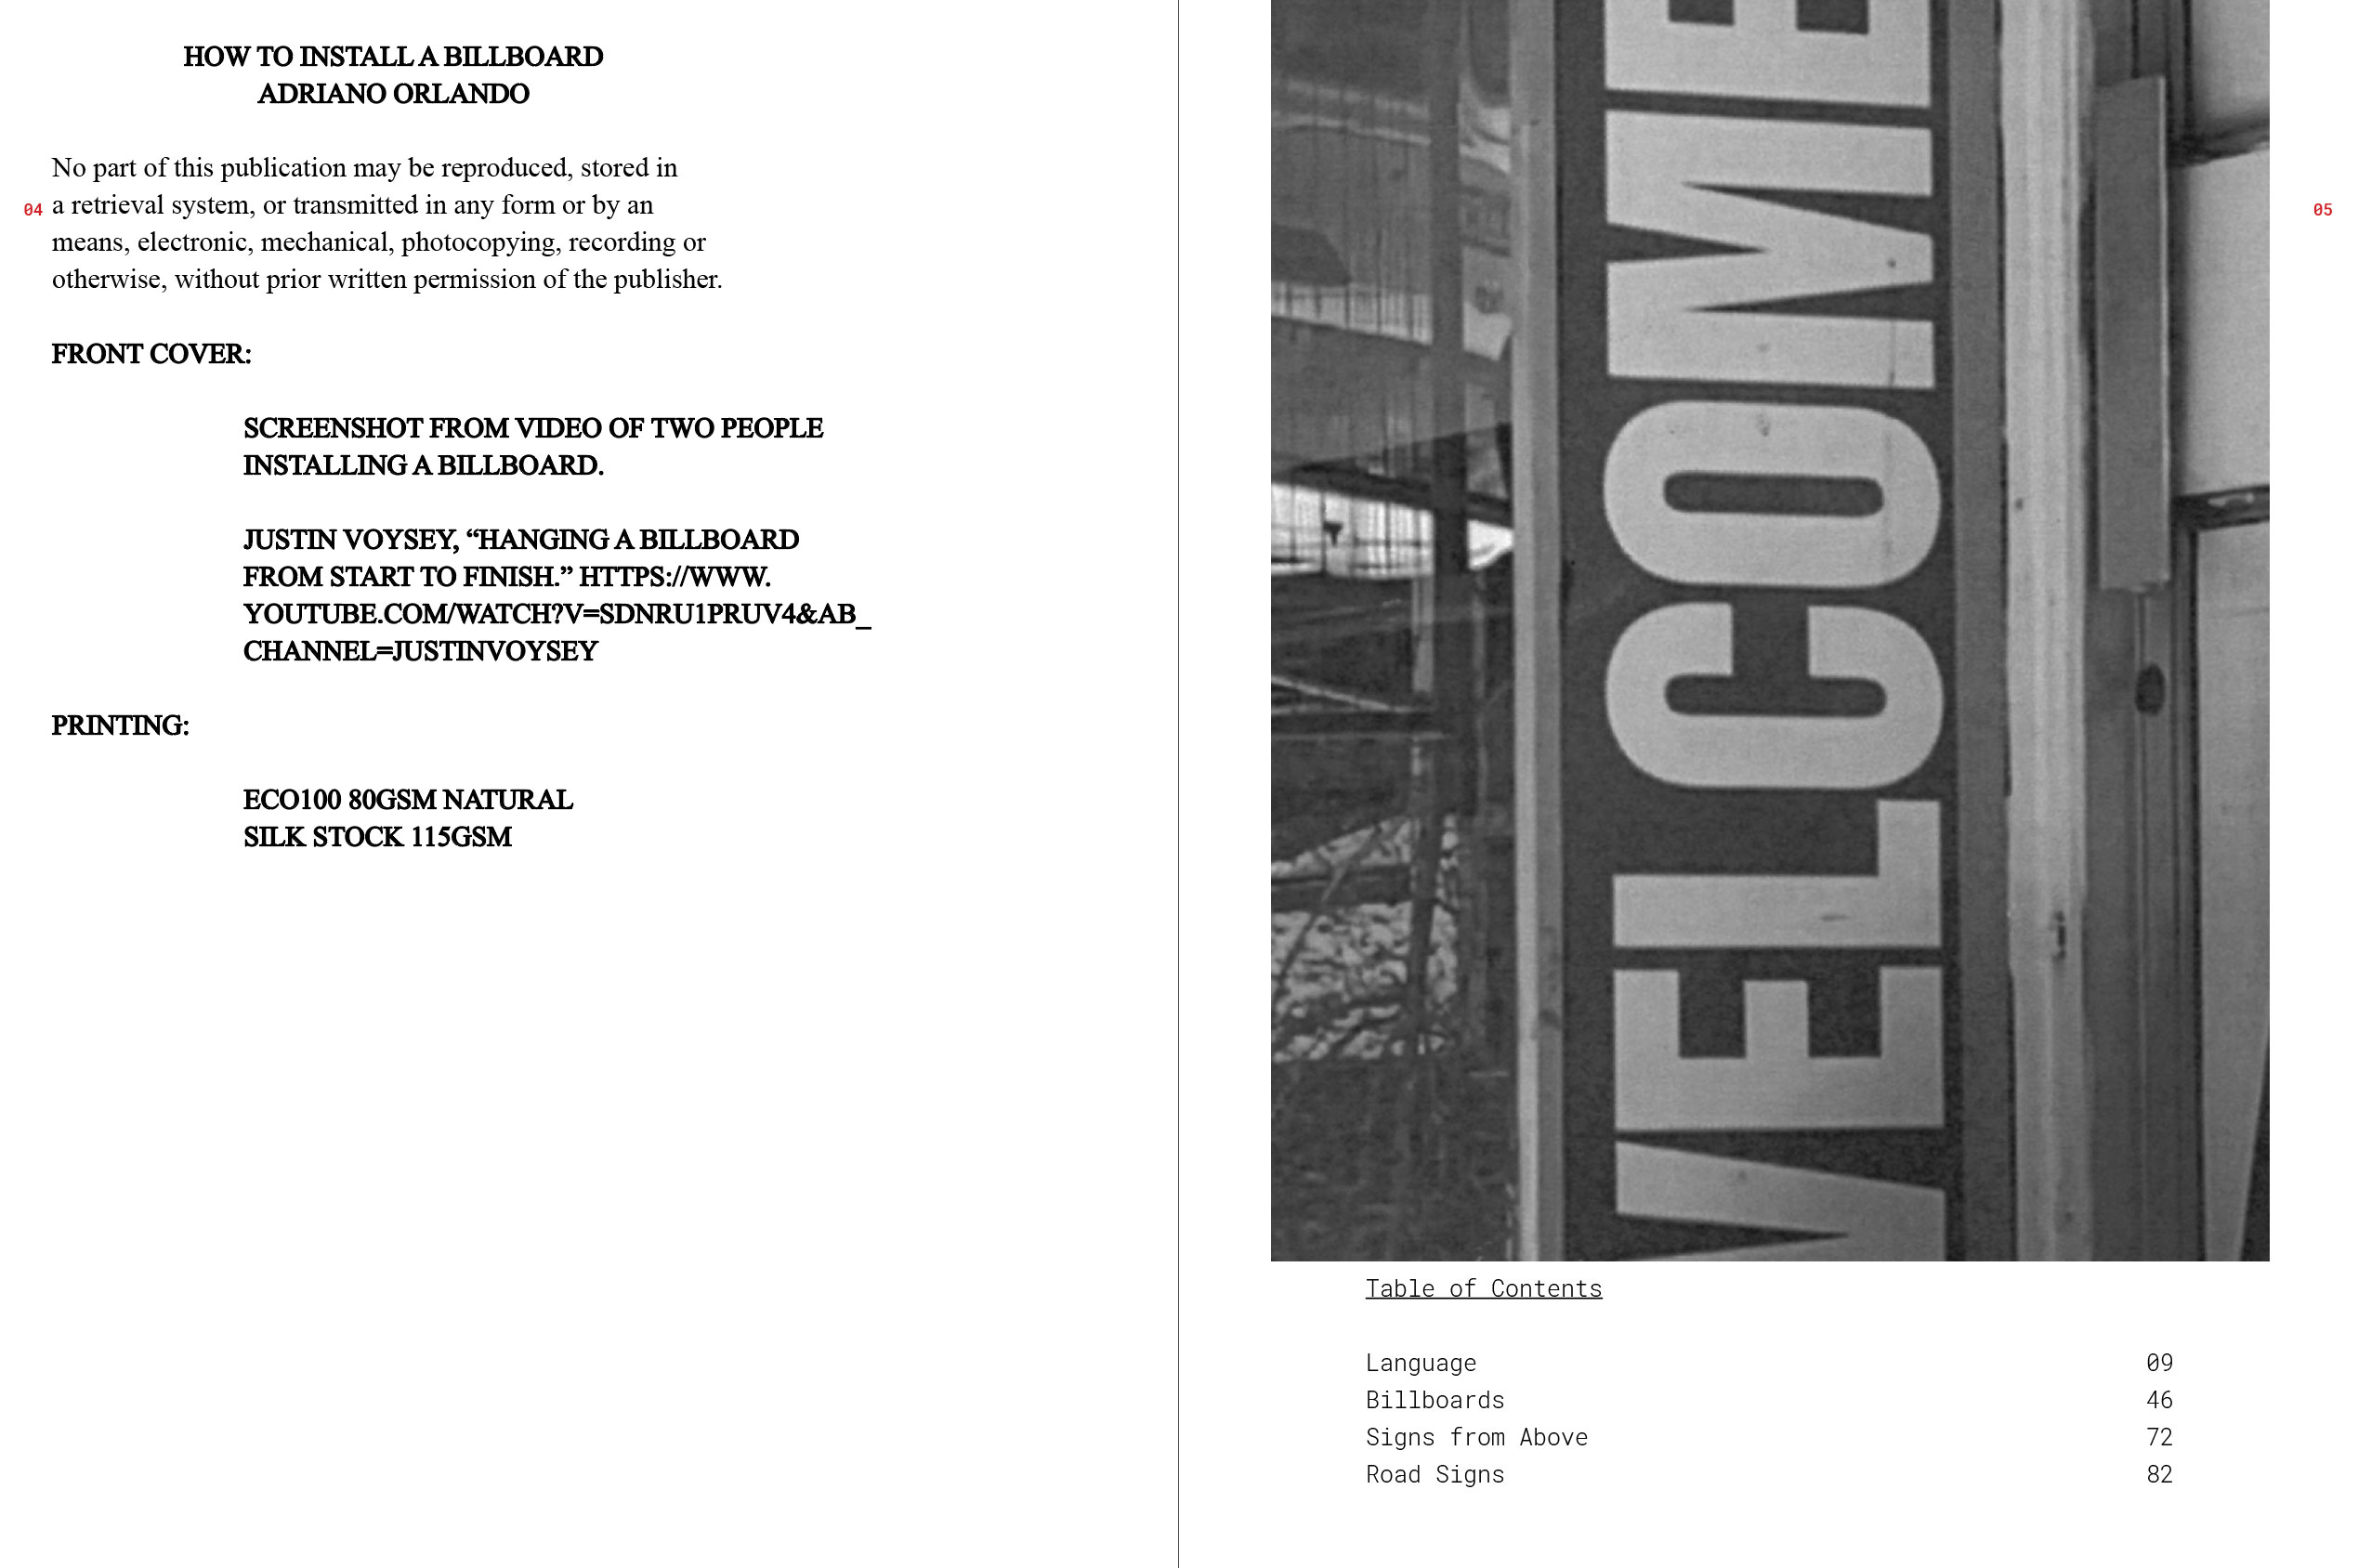 HOW TO INSTALL A BILLBOARD
ADRIANO ORLANDO
No part of this publication may be reproduced, stored in
04
a retrieval system, or transmitted in any form or by an
means, electronic, mechanical, photocopying, recording or
otherwise, without prior written permission of the publisher.
FRONT COVER:
SCREENSHOT FROM VIDEO OF TWO PEOPLE
INSTALLING A BILLBOARD.
JUSTIN VOYSEY, “HANGING A BILLBOARD
FROM START TO FINISH.” HTTPS://WWW.
YOUTUBE.COM/WATCH?V=SDNRU1PRUV4&AB_
CHANNEL=JUSTINVOYSEY
PRINTING:
ECO100 80GSM NATURAL
SILK STOCK 115GSM
WELCOME
05
Table of Contents
Language 09
Billboards 46
Signs from Above 72
Road Signs 82